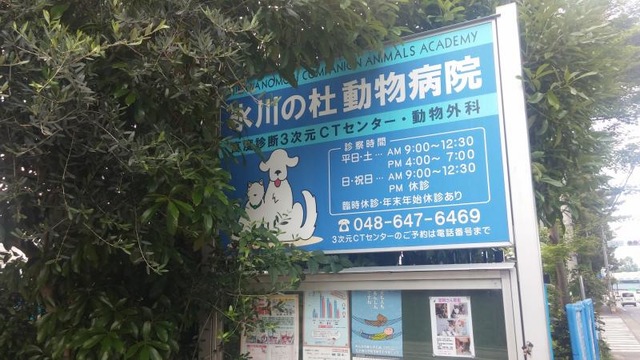 COMPANION ANIMALS ACADEMY
氷川の杜動物病院
高度診断3次元CTセンター・動物外科
診察時間
平日・土… AM 9:00〜12:30
PM 4:00〜 7:00
日・祝日… AM 9:00〜12:30
PM 休診
臨時休診・年末年始休診あり
☎048-647-6469
3次元CTセンターのご予約は電話番号まで